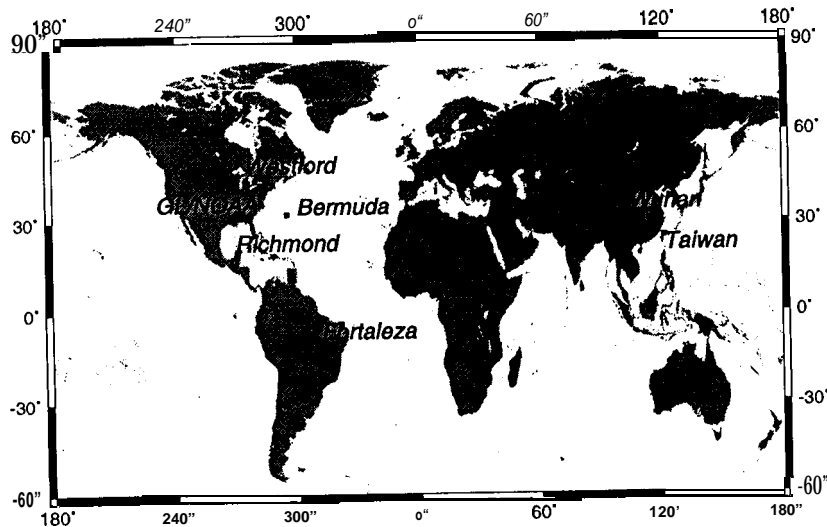 180˚ 240" 300˚ 0" 60" 120˚ 180˚
90" 90˚
60˚ 60˚
Westford
Bermuda
30˚ 30˚
Wuhan
Richmond Taiwan
0˚ 0˚
Fortaleza
-30˚ -30˚
-60" -60"
180˚ 240" 300" 0" 60˚ 120˚ 180"